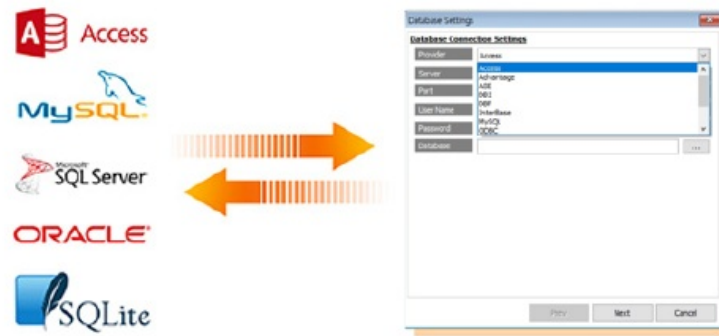 Access
MySQL
Microsoft
SQL Server
ORACLE
SQLite
Database Settings
Database Connection Settings
Provider
Access
Access
Advantage
ASE
DB2
DBF
InterBase
MySQL
ODBC
Server
Port
User Name
Password
Database
...
Prev
Next
Cancel